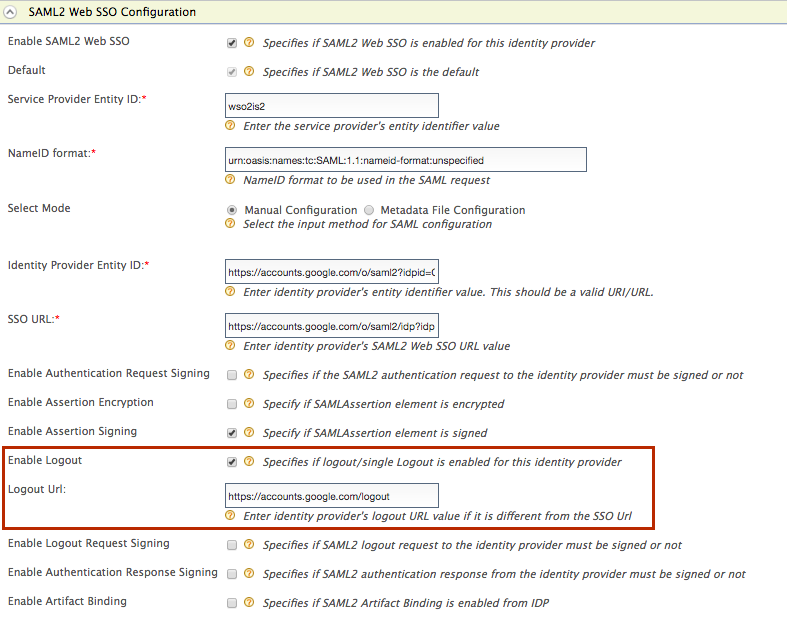 SAML2 Web SSO Configuration
Enable SAML2 Web SSO Specifies if SAML2 Web SSO is enabled for this identity provider
Default Specifies if SAML2 Web SSO is the default
Service Provider Entity ID:* wso2is2
Enter the service provider's entity identifier value
NameID format:* urn:oasis:names:tc:SAML:1.1:nameid-format:unspecified
NameID format to be used in the SAML request
Select Mode Manual Configuration Metadata File Configuration
Select the input method for SAML configuration
Identity Provider Entity ID:* https://accounts.google.com/o/saml2?idpid=
Enter identity provider's entity identifier value. This should be a valid URI/URL.
SSO URL:* https://accounts.google.com/o/saml2/idp?idp
Enter identity provider's SAML2 Web SSO URL value
Enable Authentication Request Signing Specifies if the SAML2 authentication request to the identity provider must be signed or not
Enable Assertion Encryption Specify if SAMLAssertion element is encrypted
Enable Assertion Signing Specify if SAMLAssertion element is signed
Enable Logout Specifies if logout/single Logout is enabled for this identity provider
Logout Url: https://accounts.google.com/logout
Enter identity provider's logout URL value if it is different from the SSO Url
Enable Logout Request Signing Specifies if SAML2 logout request to the identity provider must be signed or not
Enable Authentication Response Signing Specifies if SAML2 authentication response from the identity provider must be signed or not
Enable Artifact Binding Specifies if SAML2 Artifact Binding is enabled from IDP